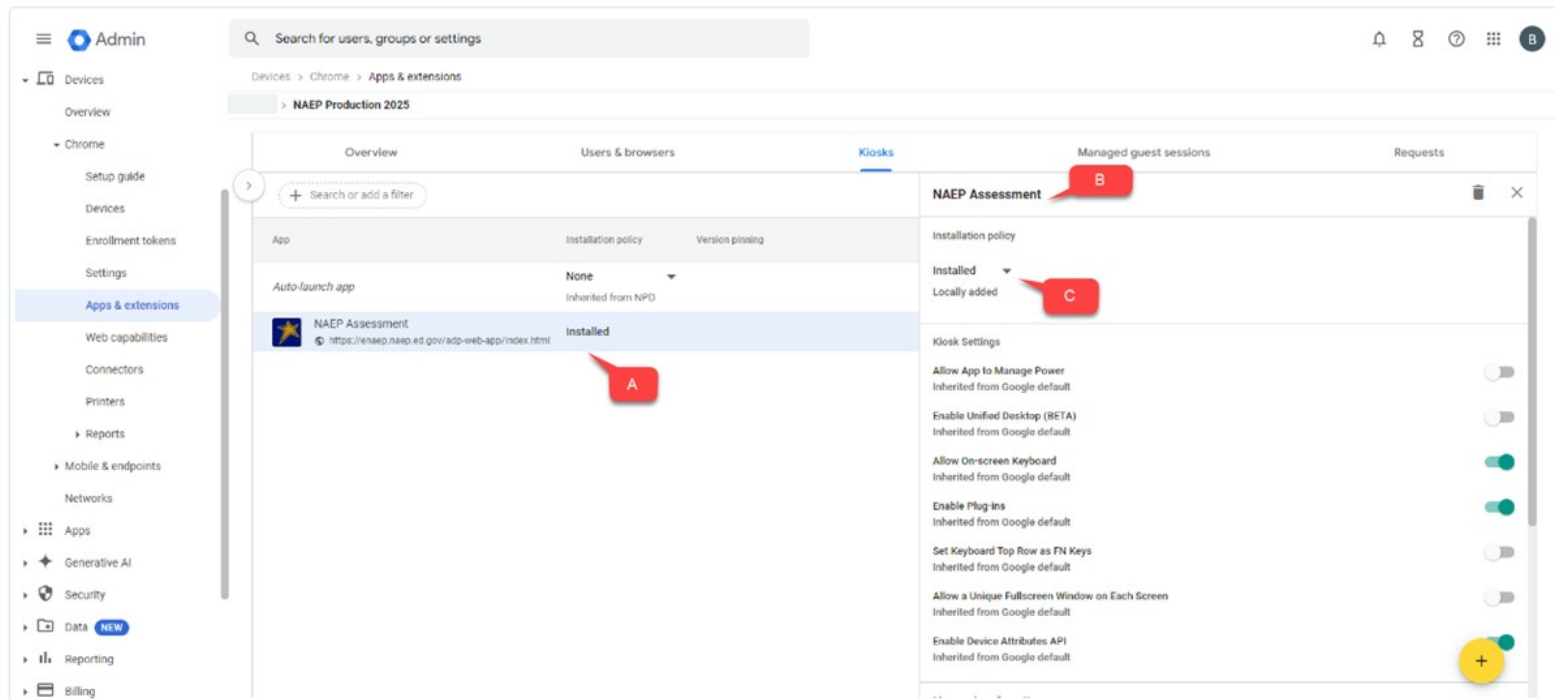 Admin
Search for users, groups or settings
B
Devices
Overview
Chrome
Setup guide
Devices
Enrollment tokens
Settings
Apps & extensions
Web capabilities
Connectors
Printers
Reports
Mobile & endpoints
Networks
Apps
Generative AI
Security
Data NEW
Reporting
Billing
Devices > Chrome > Apps & extensions
> NAEP Production 2025
Overview
Users & browsers
Kiosks
Managed guest sessions
Requests
+ Search or add a filter
App
Installation policy
Version pinning
Auto-launch app
None
Inherited from NPD
NAEP Assessment
https://enaep.naep.ed.gov/adp-web-app/index.html
Installed
A
NAEP Assessment
B
Installation policy
Installed
Locally added
C
Kiosk Settings
Allow App to Manage Power
Inherited from Google default
Enable Unified Desktop (BETA)
Inherited from Google default
Allow On-screen Keyboard
Inherited from Google default
Enable Plug-ins
Inherited from Google default
Set Keyboard Top Row as FN Keys
Inherited from Google default
Allow a Unique Fullscreen Window on Each Screen
Inherited from Google default
Enable Device Attributes API
Inherited from Google default
+